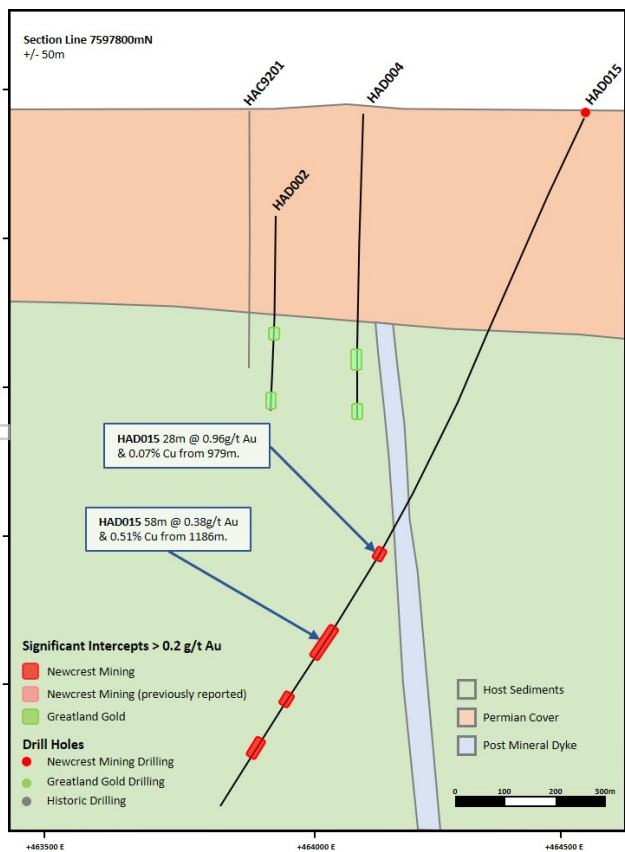 Section Line 7597800mN
+/- 50m
HAC9201
HAD004
HAD015
HAD002
HAD015 28m @ 0.96g/t Au
& 0.07% Cu from 979m.
HAD015 58m @ 0.38g/t Au
& 0.51% Cu from 1186m.
Significant Intercepts > 0.2 g/t Au
Newcrest Mining
Newcrest Mining (previously reported)
Greatland Gold
Drill Holes
Newcrest Mining Drilling
Greatland Gold Drilling
Historic Drilling
Host Sediments
Permian Cover
Post Mineral Dyke
0 100 200 300m
+463500 E +464000 E +464500 E